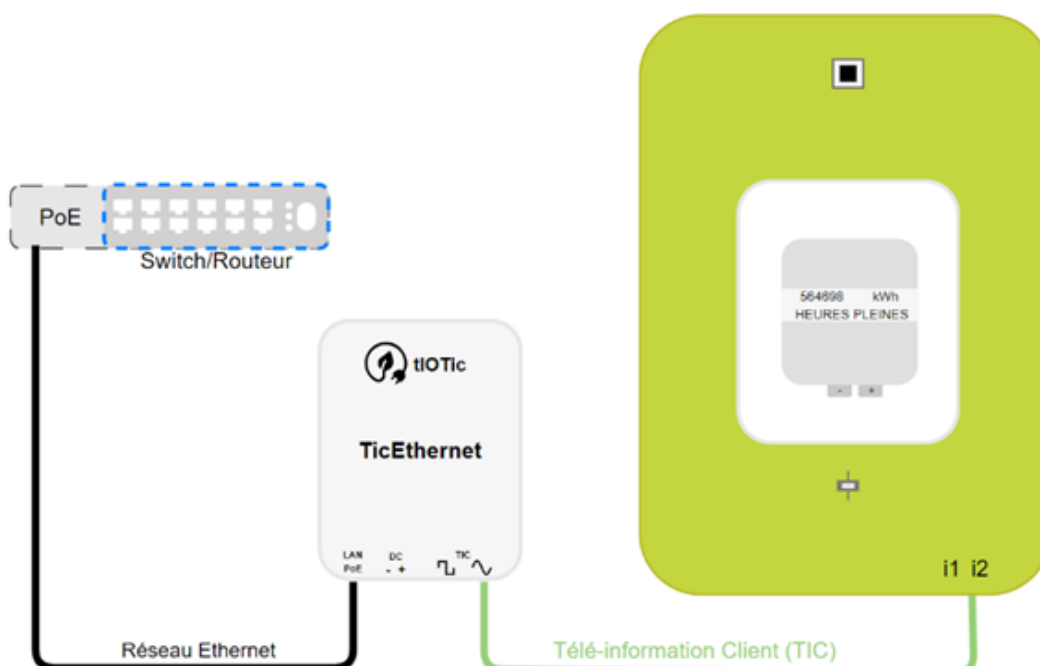 PoE
Switch/Routeur
564698 kWh
HEURES PLEINES
- +
tIOTic
TicEthernet
LAN
PoE
DC
- +
TIC
i1 i2
Réseau Ethernet
Télé-information Client (TIC)